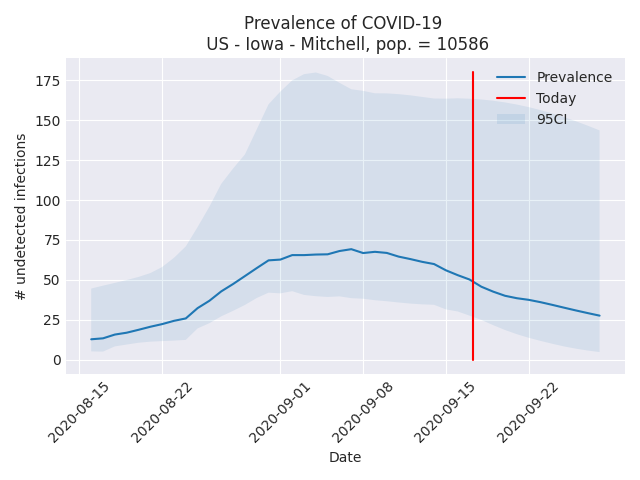 Prevalence of COVID-19
US - Iowa - Mitchell, pop. = 10586
Prevalence
Today
95CI
175
150
125
100
75
50
25
0
# undetected infections
2020-08-15
2020-08-22
2020-09-01
2020-09-08
2020-09-15
2020-09-22
Date